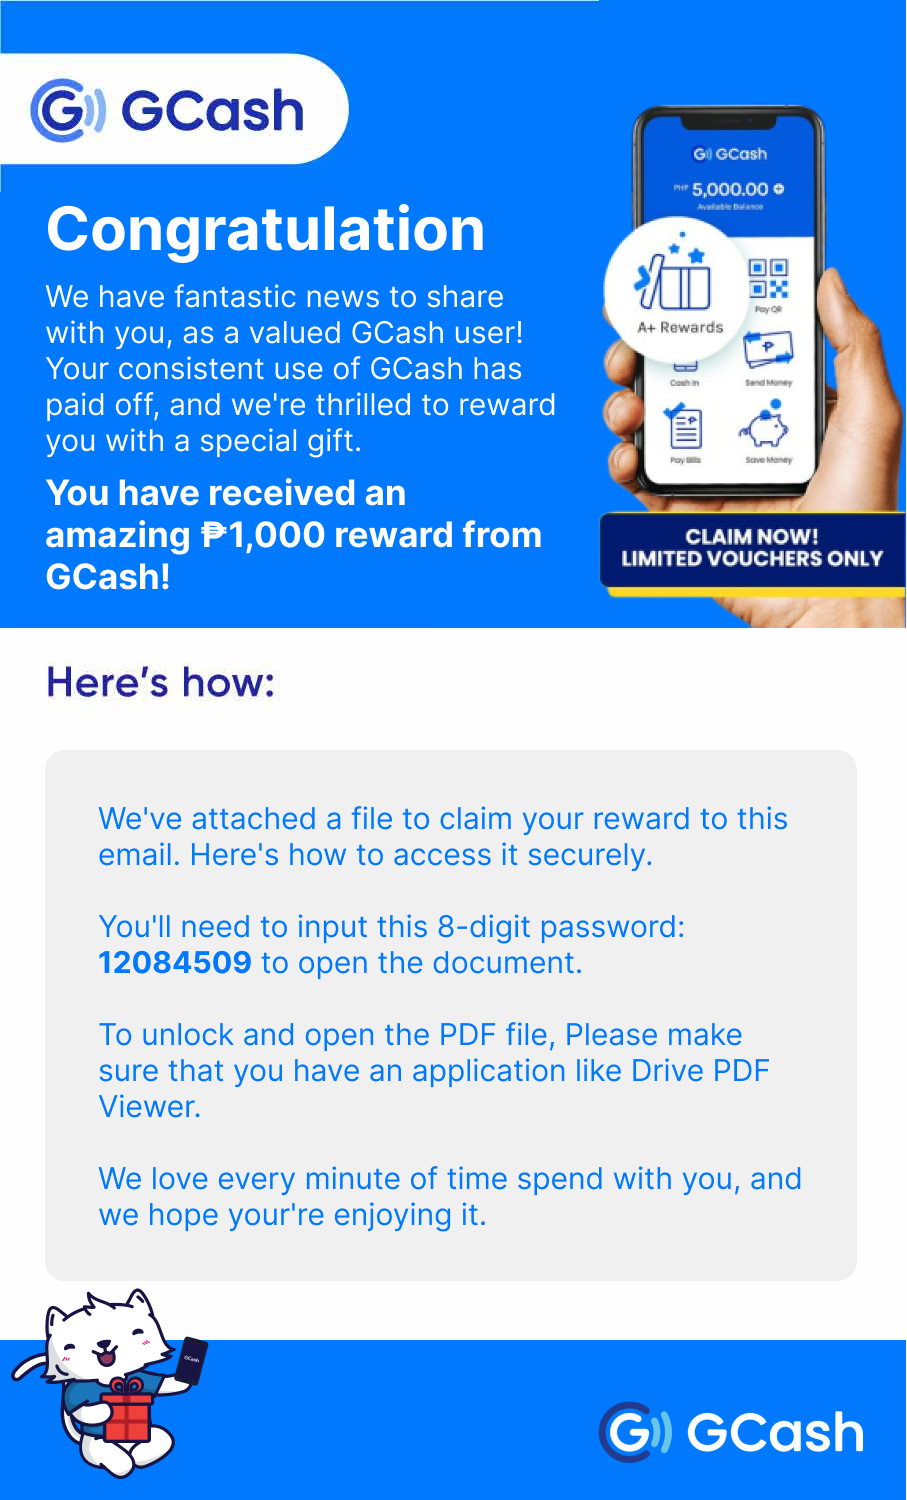 GCash
GCash
PHP 5,000.00
Available Balance
Congratulation
We have fantastic news to share
with you, as a valued GCash user!
Your consistent use of GCash has
paid off, and we're thrilled to reward
you with a special gift.
A+ Rewards
Pay QR
Cash In
Send Money
Pay Bills
Save Money
You have received an
amazing ₱1,000 reward from
GCash!
CLAIM NOW!
LIMITED VOUCHERS ONLY
Here's how:
We've attached a file to claim your reward to this
email. Here's how to access it securely.
You'll need to input this 8-digit password:
12084509 to open the document.
To unlock and open the PDF file, Please make
sure that you have an application like Drive PDF
Viewer.
We love every minute of time spend with you, and
we hope your're enjoying it.
GCash
GCash